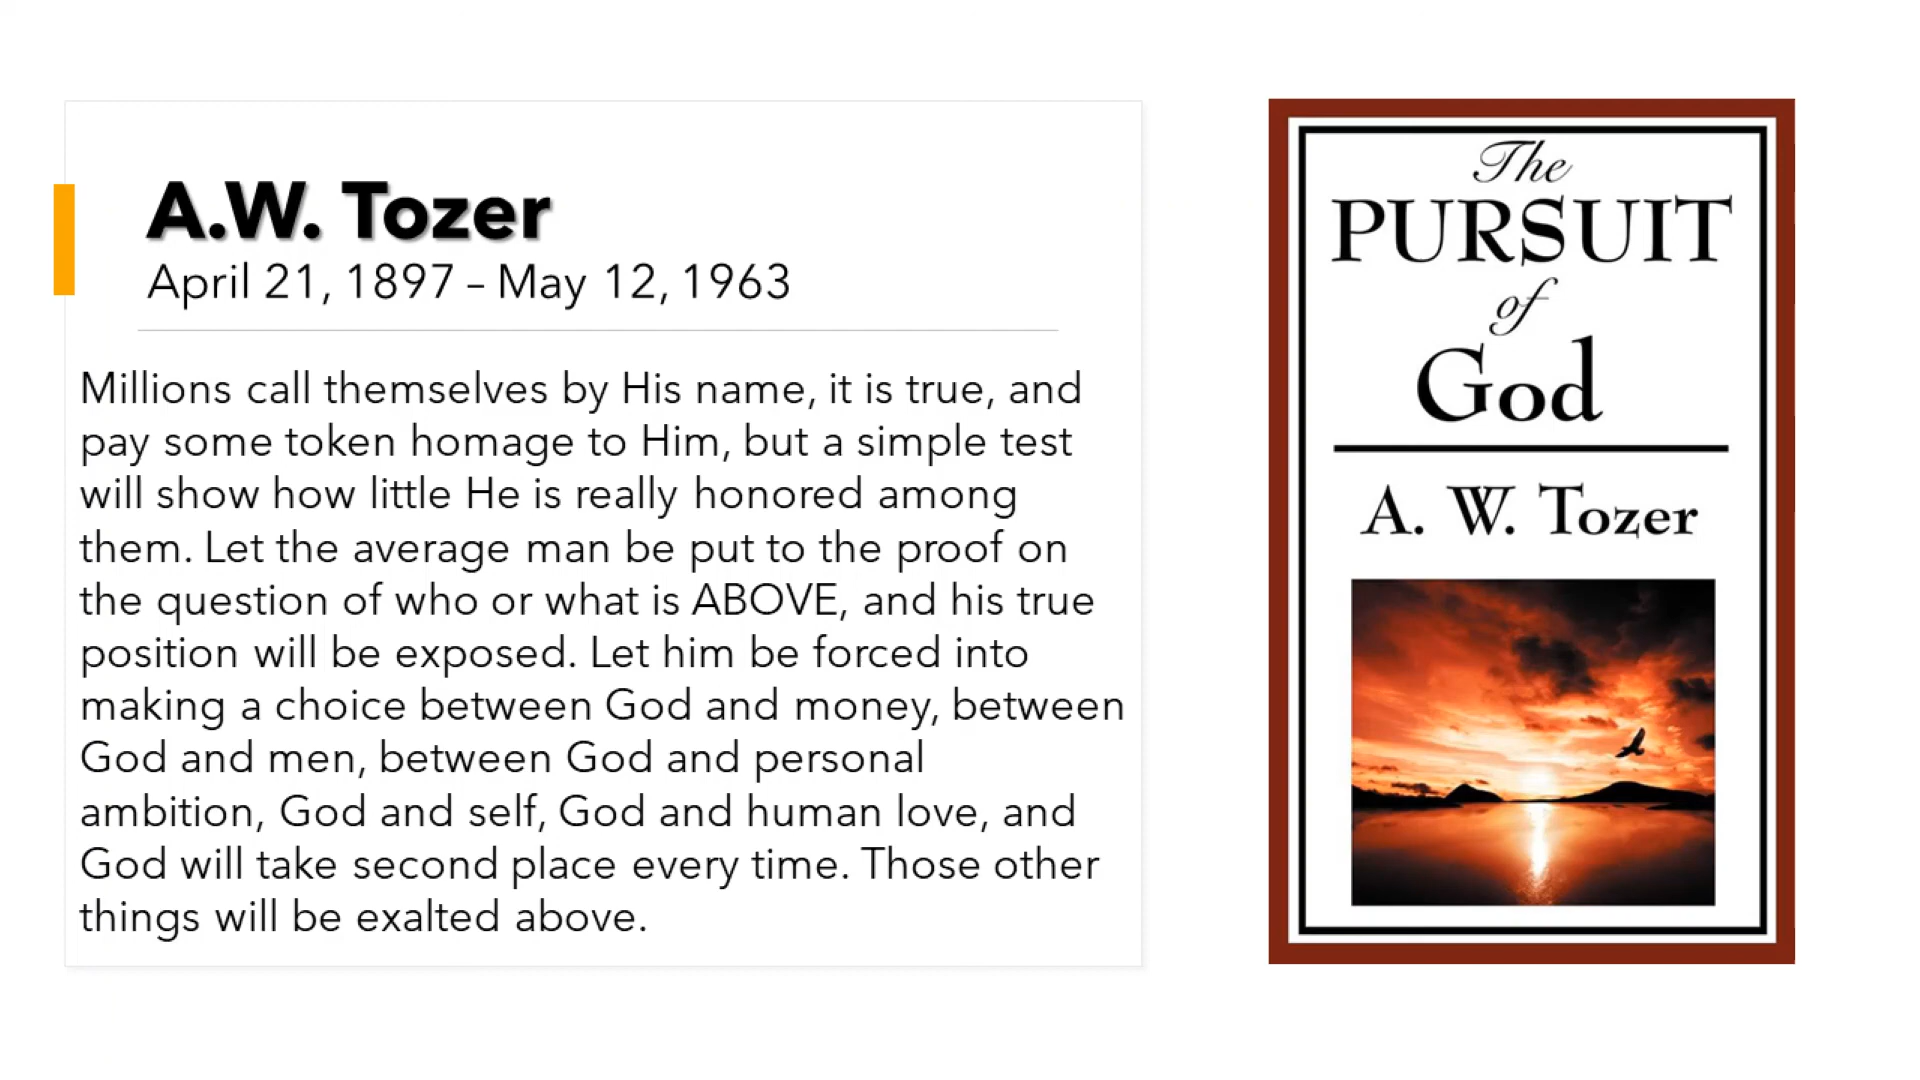 A.W. Tozer
April 21, 1897 – May 12, 1963
Millions call themselves by His name, it is true, and
pay some token homage to Him, but a simple test
will show how little He is really honored among
them. Let the average man be put to the proof on
the question of who or what is ABOVE, and his true
position will be exposed. Let him be forced into
making a choice between God and money, between
God and men, between God and personal
ambition, God and self, God and human love, and
God will take second place every time. Those other
things will be exalted above.
The
PURSUIT
of
God
A. W. Tozer